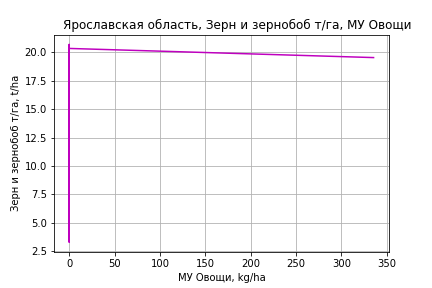 Ярославская область, Зерн и зернобоб т/га, МУ Овощи
Зерн и зернобоб т/га, t/ha
20.0
17.5
15.0
12.5
10.0
7.5
5.0
2.5
0 50 100 150 200 250 300 350
МУ Овощи, kg/ha